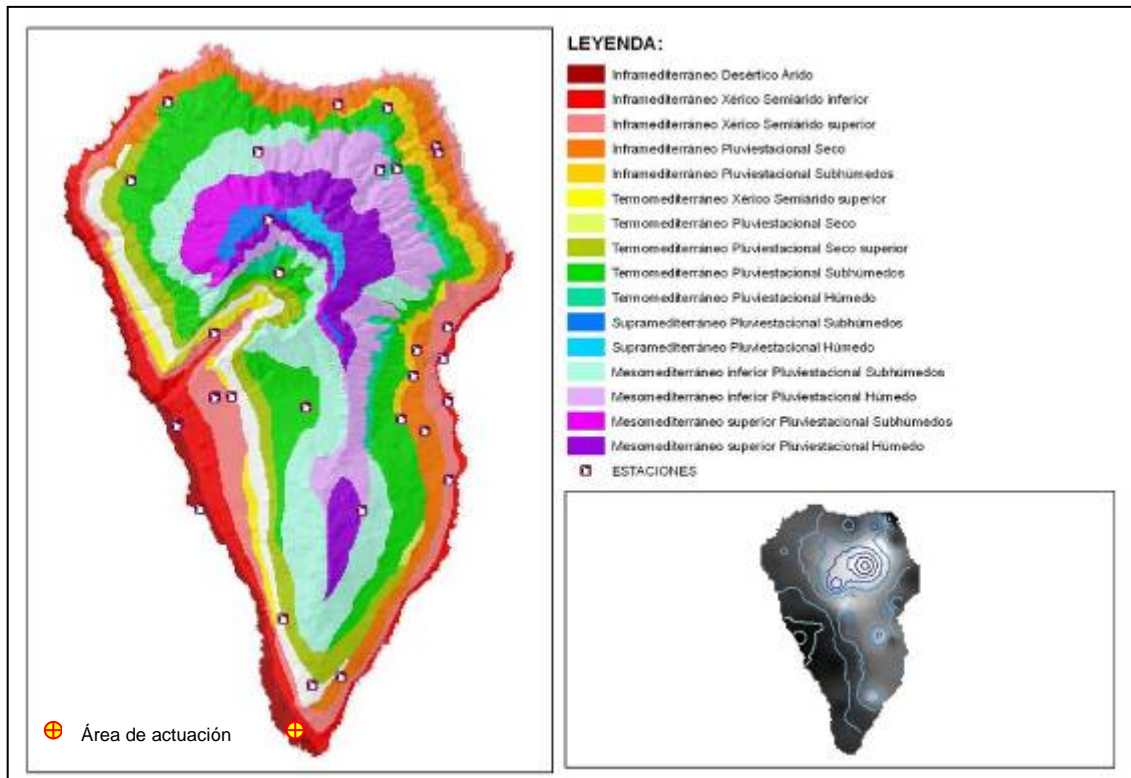 LEYENDA:
Inframediterráneo Desértico Árido
Inframediterráneo Xérico Semiárido inferior
Inframediterráneo Xérico Semiárido superior
Inframediterráneo Pluviestacional Seco
Inframediterráneo Pluviestacional Subhúmedos
Termomediterráneo Xérico Semiárido superior
Termomediterráneo Pluviestacional Seco
Termomediterráneo Pluviestacional Seco superior
Termomediterráneo Pluviestacional Subhúmedos
Termomediterráneo Pluviestacional Húmedo
Supramediterráneo Pluviestacional Subhúmedos
Supramediterráneo Pluviestacional Húmedo
Mesomediterráneo inferior Pluviestacional Subhúmedos
Mesomediterráneo inferior Pluviestacional Húmedo
Mesomediterráneo superior Pluviestacional Subhúmedos
Mesomediterráneo superior Pluviestacional Húmedo
ESTACIONES
Área de actuación